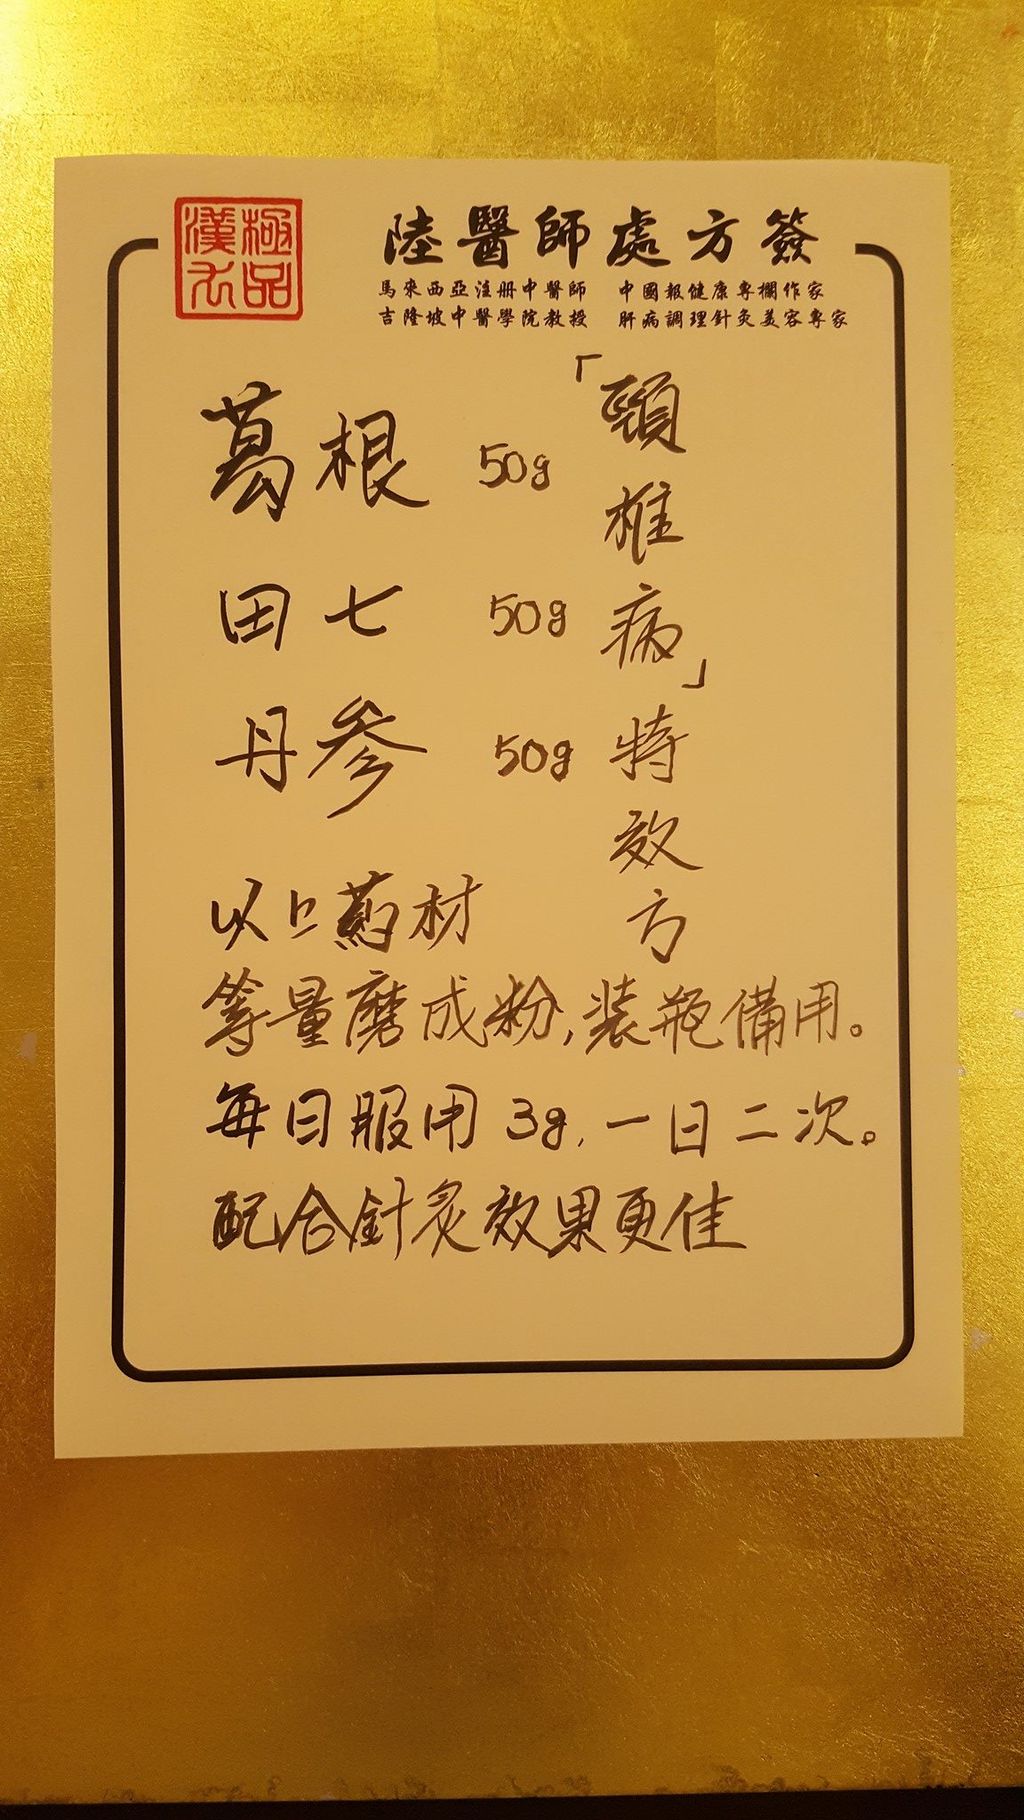 極品
漢方
陸醫師處方簽
馬來西亞注册中醫師 中國報健康專欄作家
吉隆坡中醫學院教授 肝病調理針灸美容專家
「頸椎病」特效方
葛根 50g
田七 50g
丹參 50g
以上葯材
等量磨成粉,裝瓶備用。
每日服用 3g,一日二次。
配合針灸效果更佳